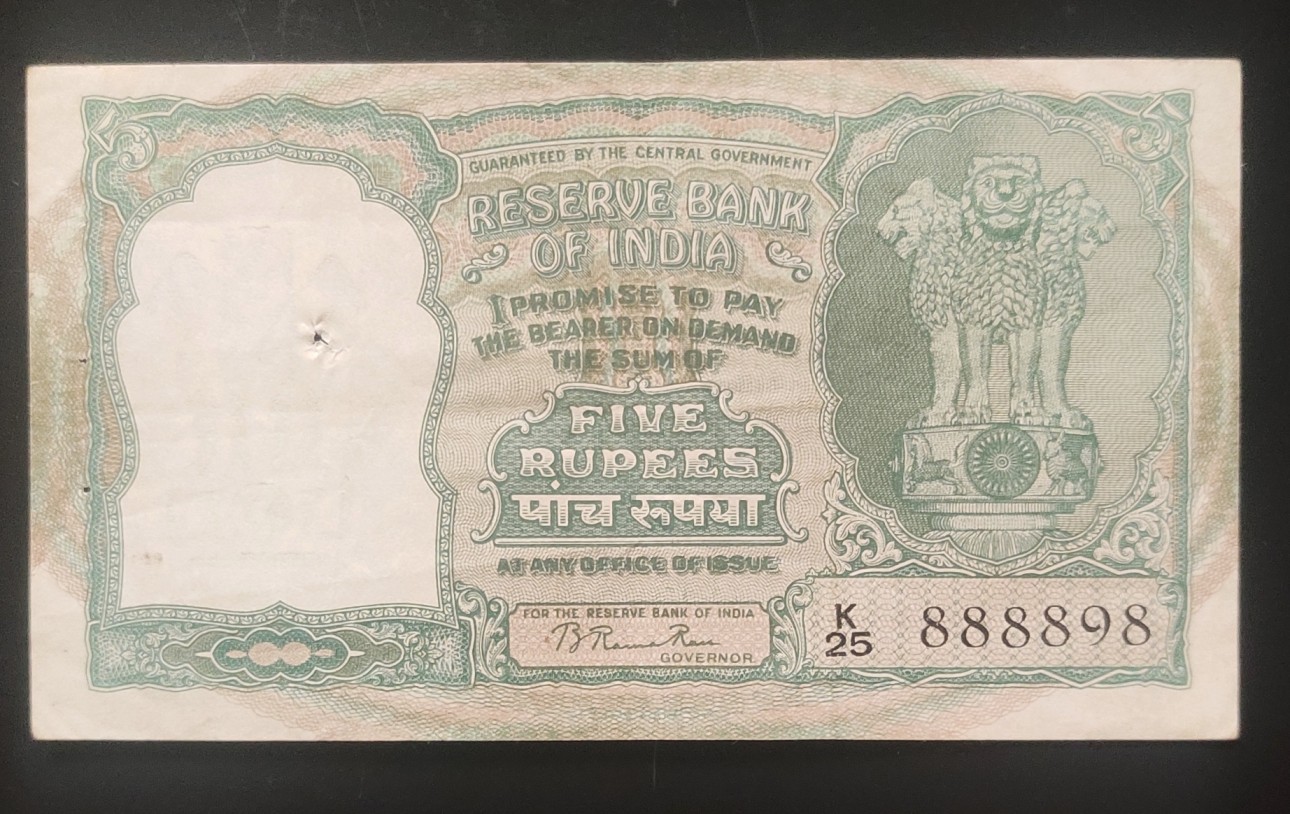 5
5
GUARANTEED BY THE CENTRAL GOVERNMENT
RESERVE BANK
OF INDIA
I PROMISE TO PAY
THE BEARER ON DEMAND
THE SUM OF
FIVE
RUPEES
पांच रूपया
AT ANY OFFICE OF ISSUE
FOR THE RESERVE BANK OF INDIA
B. Rama Rau
GOVERNOR
K
25
888898